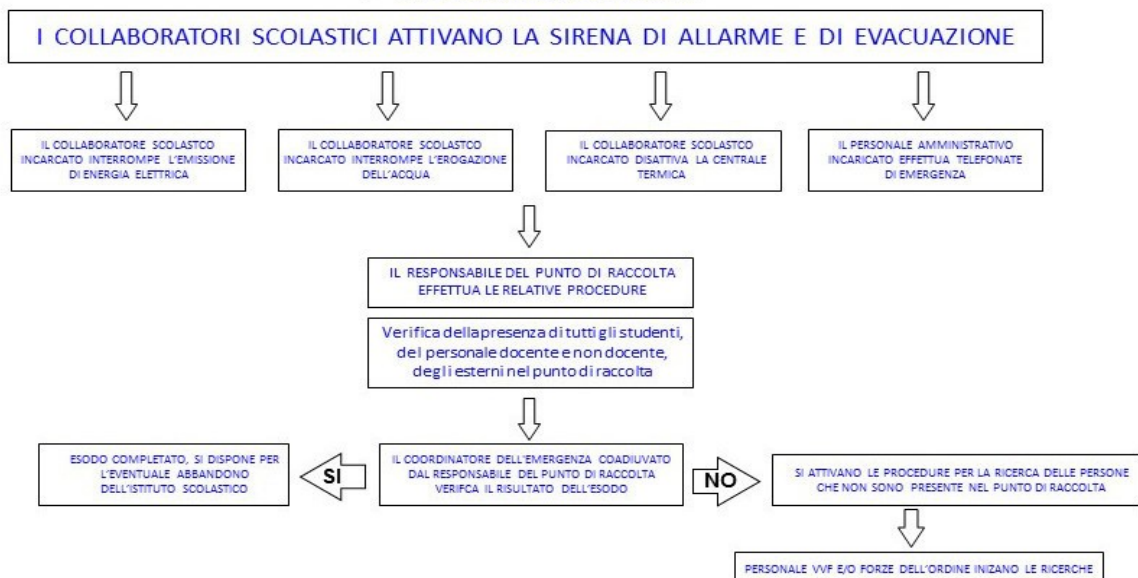 I COLLABORATORI SCOLASTICI ATTIVANO LA SIRENA DI ALLARME E DI EVACUAZIONE
IL COLLABORATORE SCOLASTCO
INCARCATO INTERROMPE L'EMISSIONE
DI ENERGIA ELETTRICA
IL COLLABORATORE SCOLASTCO
INCARCATO INTERROMPE L'EROGAZIONE
DELL'ACQUA
IL COLLABORATORE SCOLASTCO
INCARCATO DISATTIVA LA CENTRALE
TERMICA
IL PERSONALE AMMINISTRATIVO
INCARICATO EFFETTUA TELEFONATE
DI EMERGENZA
IL RESPONSABILE DEL PUNTO DI RACCOLTA
EFFETTUA LE RELATIVE PROCEDURE
Verifica della presenza di tutti gli studenti,
del personale docente e non docente,
degli esterni nel punto di raccolta
ESODO COMPLETATO, SI DISPONE PER
L'EVENTUALE ABBANDONO
DELL'ISTITUTO SCOLASTICO
SI
IL COORDINATORE DELL'EMERGENZA COADIUVATO
DAL RESPONSABILE DEL PUNTO DI RACCOLTA
VERIFCA IL RISULTATO DELL'ESODO
NO
SI ATTIVANO LE PROCEDURE PER LA RICERCA DELLE PERSONE
CHE NON SONO PRESENTE NEL PUNTO DI RACCOLTA
PERSONALE VVF E/O FORZE DELL'ORDINE INIZANO LE RICERCHE